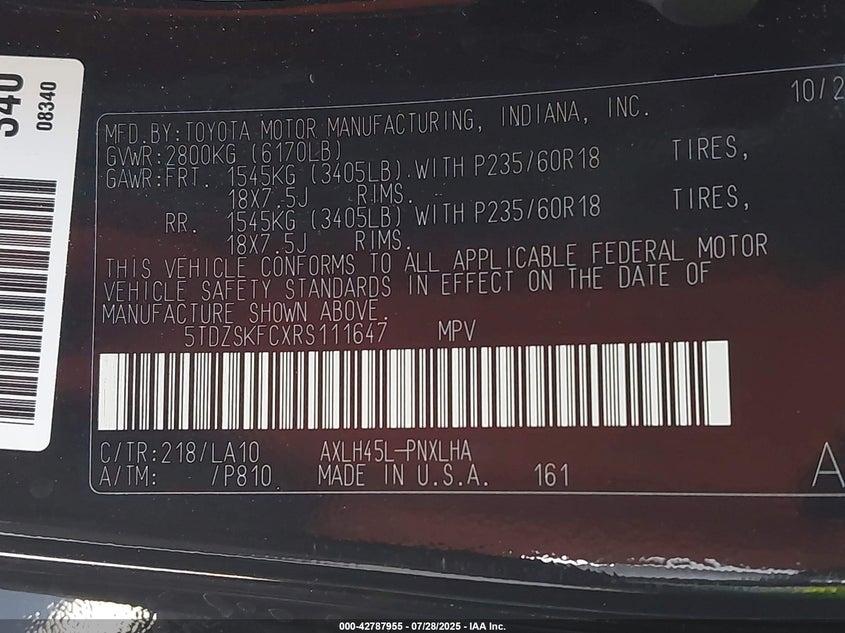 340
08340
10/2
MFD.BY:TOYOTA MOTOR MANUFACTURING, INDIANA, INC.
GVWR:2800KG (6170LB)
GAWR:FRT. 1545KG (3405LB) WITH P235/60R18 TIRES,
18X7.5J RIMS.
RR. 1545KG (3405LB) WITH P235/60R18 TIRES,
18X7.5J RIMS.
THIS VEHICLE CONFORMS TO ALL APPLICABLE FEDERAL MOTOR
VEHICLE SAFETY STANDARDS IN EFFECT ON THE DATE OF
MANUFACTURE SHOWN ABOVE.
5TDZSKFCXRS111647 MPV
C/TR:218/LA10 AXLH45L-PNXLHA
A/TM: /P810 MADE IN U.S.A. 161
A
000-42787955 - 07/28/2025 - IAA Inc.